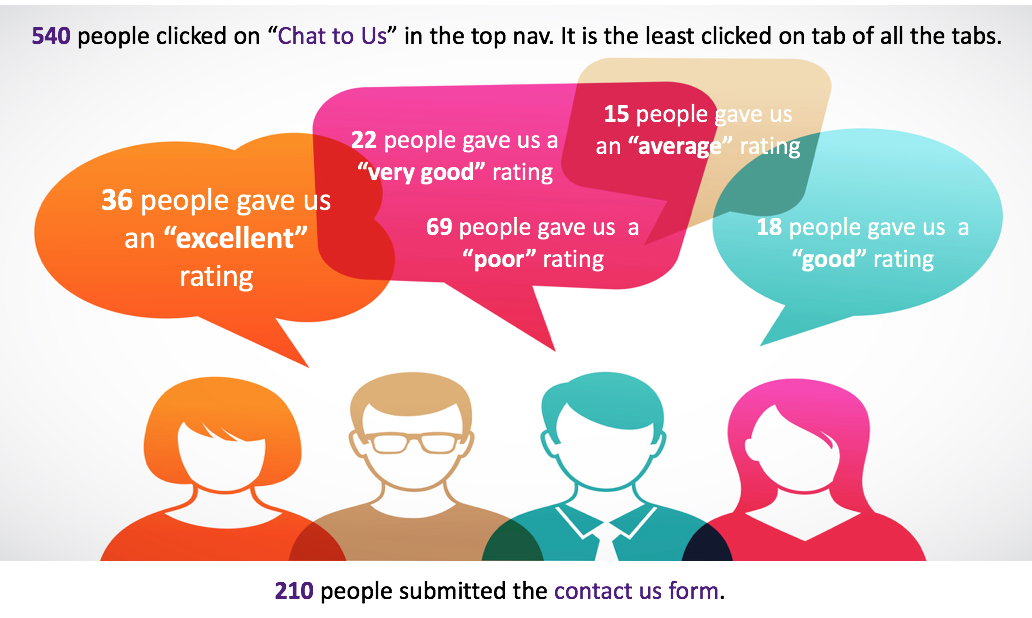 540 people clicked on “Chat to Us” in the top nav. It is the least clicked on tab of all the tabs.
36 people gave us
an “excellent”
rating
22 people gave us a
“very good” rating
69 people gave us  a
“poor” rating
15 people gave us
an “average” rating
18 people gave us  a
“good” rating
210 people submitted the contact us form.